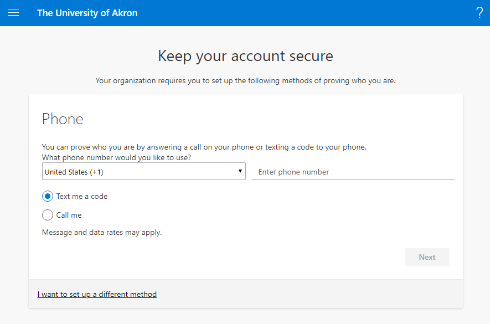 The University of Akron
?
Keep your account secure
Your organization requires you to set up the following methods of proving who you are.
Phone
You can prove who you are by answering a call on your phone or texting a code to your phone.
What phone number would you like to use?
United States (+1) Enter phone number
Text me a code
Call me
Message and data rates may apply.
Next
I want to set up a different method